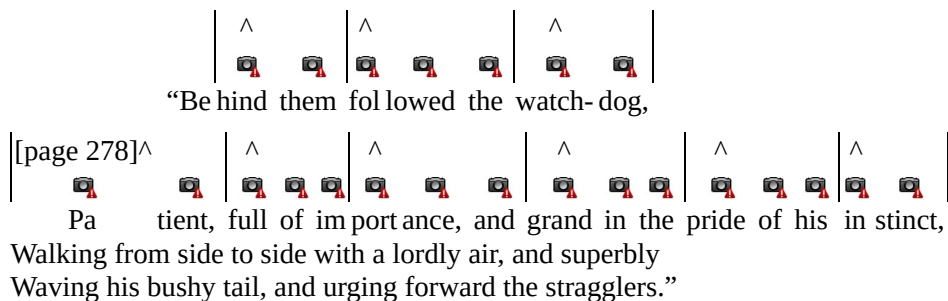 ^ ^ ^
“Be hind them fol lowed the watch- dog,
[page 278]^ ^ ^ ^ ^ ^
Pa tient, full of im port ance, and grand in the pride of his in stinct,
Walking from side to side with a lordly air, and superbly
Waving his bushy tail, and urging forward the stragglers.”